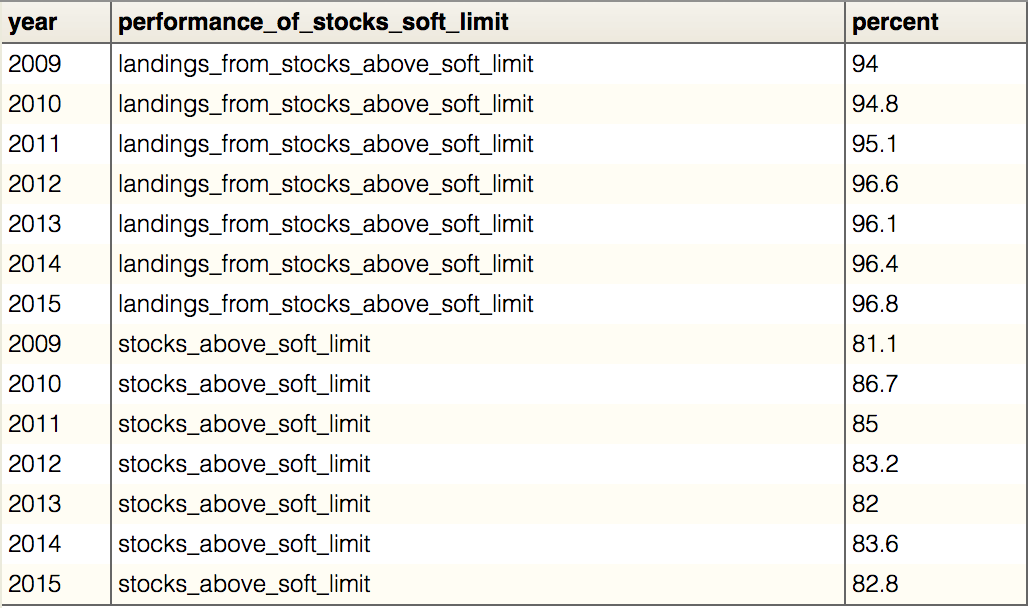 year performance_of_stocks_soft_limit percent
2009 landings_from_stocks_above_soft_limit 94
2010 landings_from_stocks_above_soft_limit 94.8
2011 landings_from_stocks_above_soft_limit 95.1
2012 landings_from_stocks_above_soft_limit 96.6
2013 landings_from_stocks_above_soft_limit 96.1
2014 landings_from_stocks_above_soft_limit 96.4
2015 landings_from_stocks_above_soft_limit 96.8
2009 stocks_above_soft_limit 81.1
2010 stocks_above_soft_limit 86.7
2011 stocks_above_soft_limit 85
2012 stocks_above_soft_limit 83.2
2013 stocks_above_soft_limit 82
2014 stocks_above_soft_limit 83.6
2015 stocks_above_soft_limit 82.8